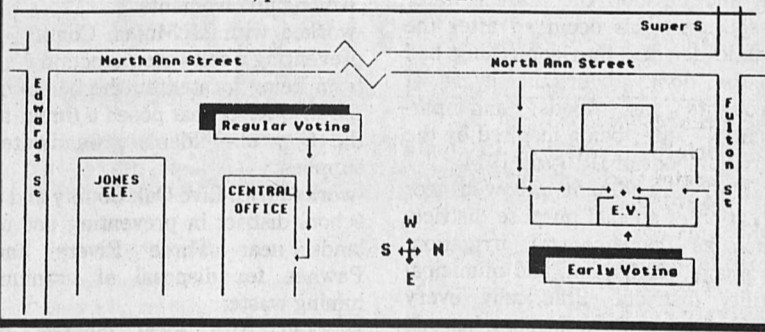 Super S
North Ann Street
North Ann Street
Edwards St
Fulton St
Regular Voting
JONES
ELE.
CENTRAL
OFFICE
E.V.
W
S N
E
Early Voting